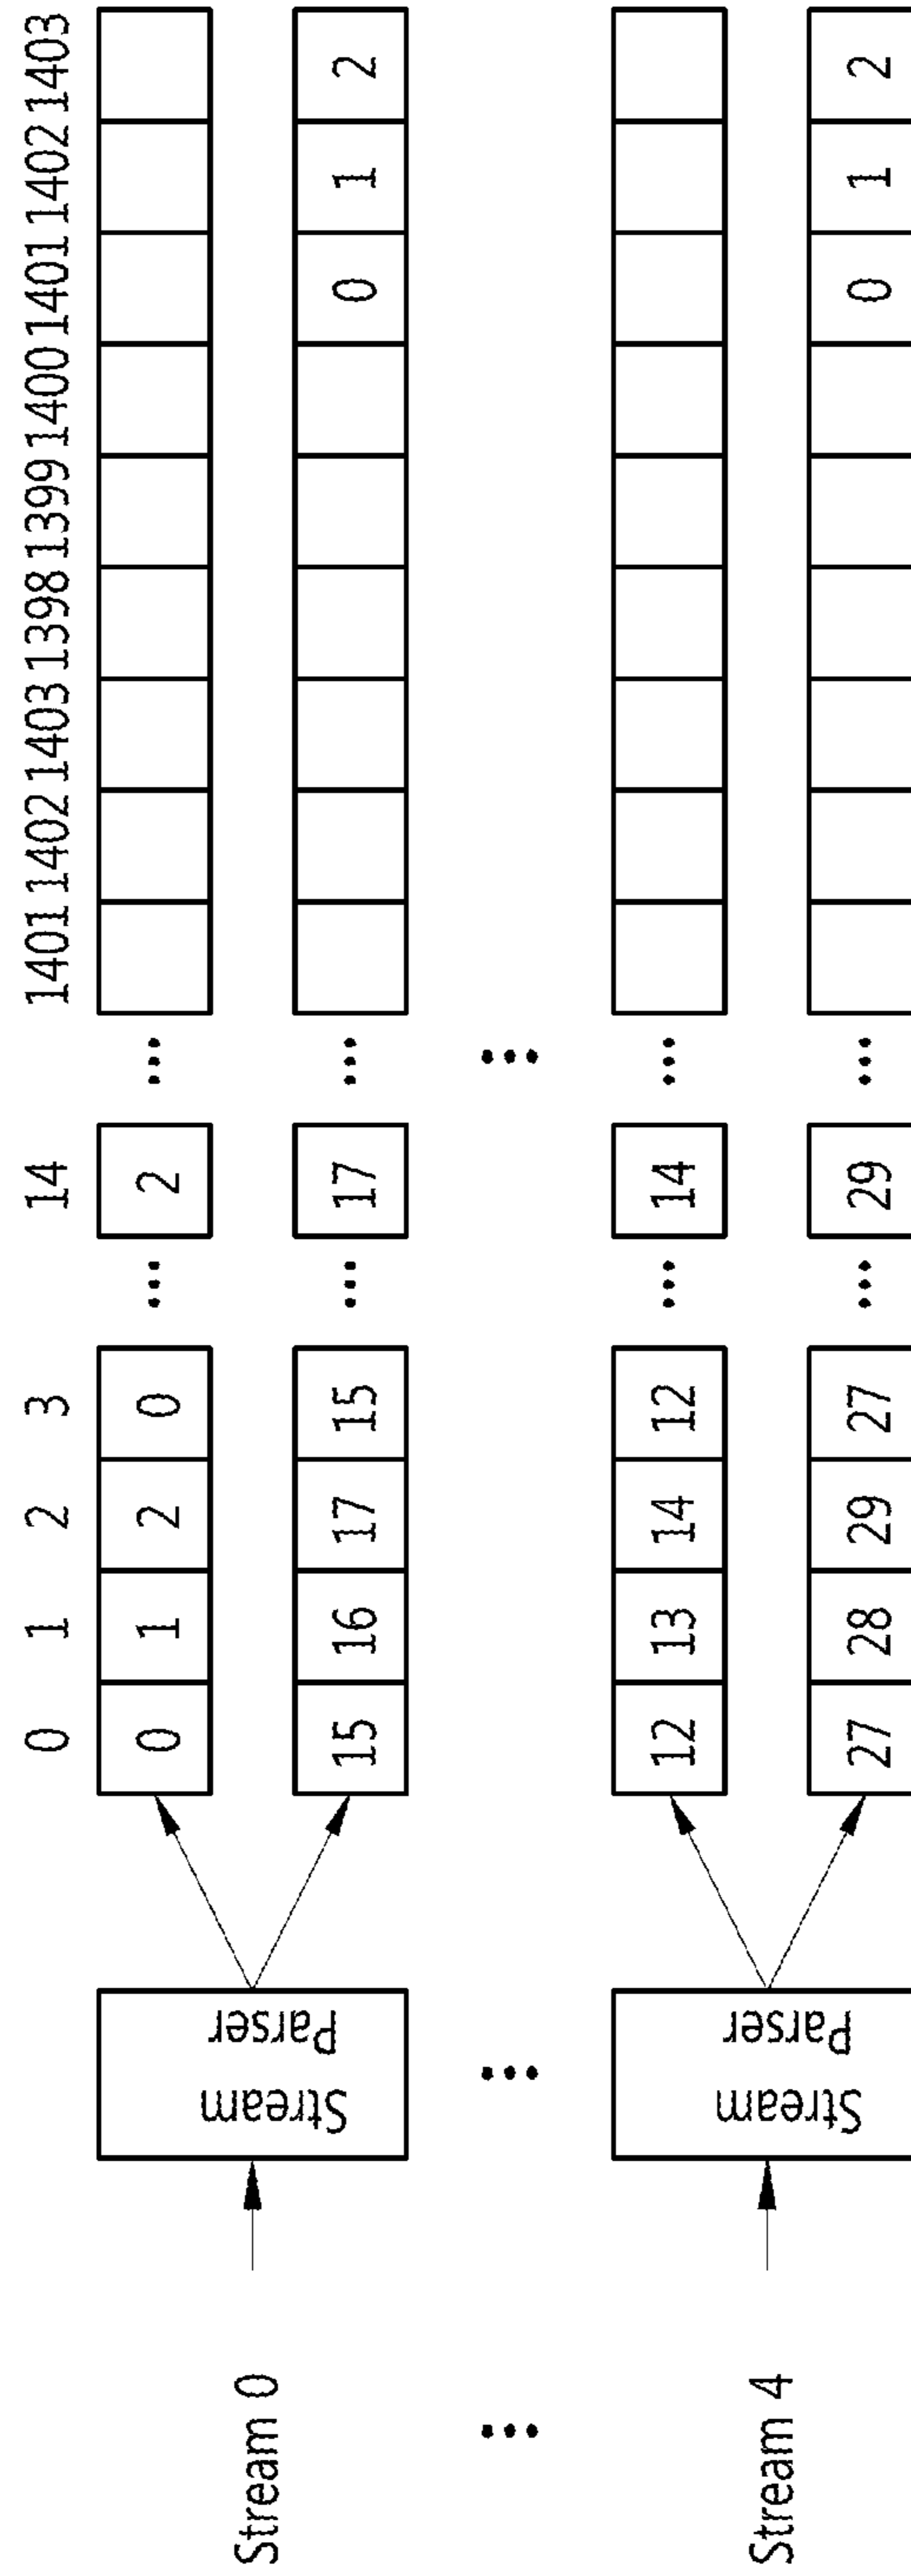 0 1 2 3 ... 14 ... 1401 1402 1403 1398 1399 1400 1401 1402 1403
Stream 0
Stream
Parser
0 1 2 0 ... 2 ...
15 16 17 15 ... 17 ... 0 1 2
... ... ...
Stream 4
Stream
Parser
12 13 14 12 ... 14 ...
27 28 29 27 ... 29 ... 0 1 2